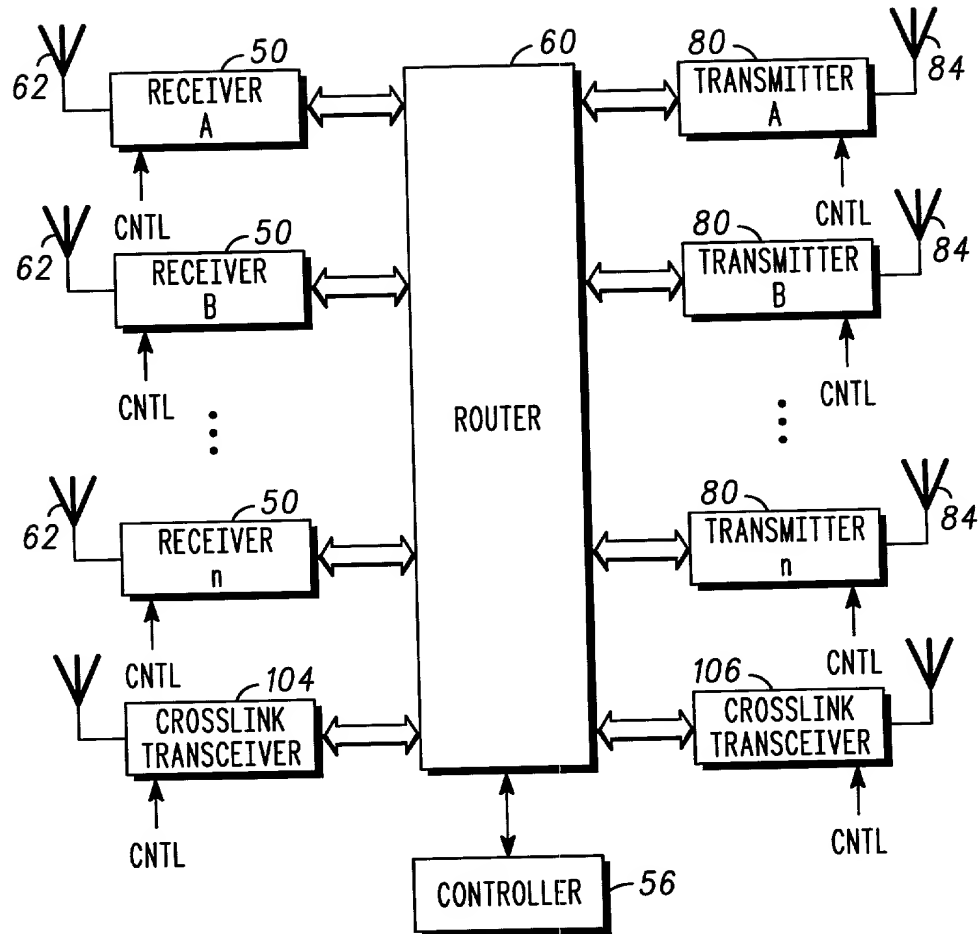 50
60
80
62
RECEIVER
A
TRANSMITTER
A
84
CNTL
CNTL
50
80
62
RECEIVER
B
TRANSMITTER
B
84
CNTL
CNTL
ROUTER
50
80
62
RECEIVER
n
TRANSMITTER
n
84
CNTL
CNTL
104
106
CROSSLINK
TRANSCEIVER
CROSSLINK
TRANSCEIVER
CNTL
CNTL
CONTROLLER
56